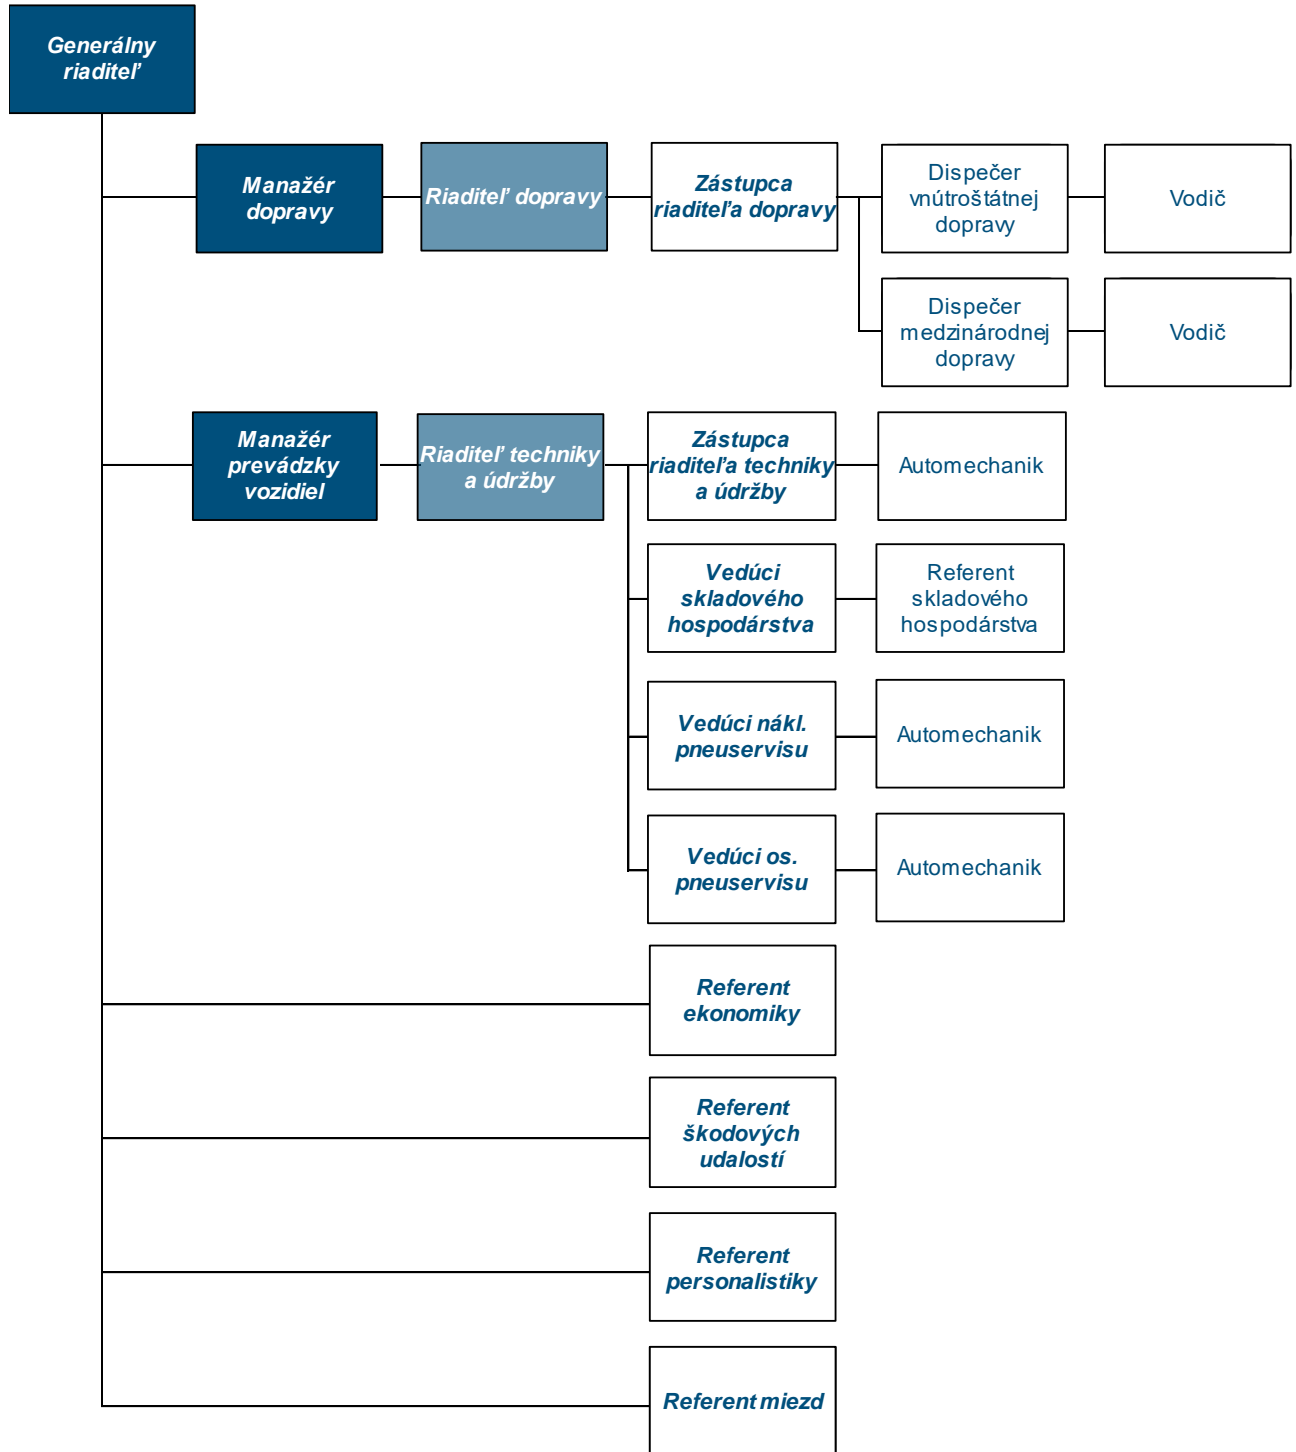 Generálny
riaditeľ
Manažér
dopravy
Riaditeľ dopravy
Zástupca
riaditeľa dopravy
Dispečer
vnútroštátnej
dopravy
Vodič
Dispečer
medzinárodnej
dopravy
Vodič
Manažér
prevádzky
vozidiel
Riaditeľ techniky
a údržby
Zástupca
riaditeľa techniky
a údržby
Automechanik
Vedúci
skladového
hospodárstva
Referent
skladového
hospodárstva
Vedúci nákl.
pneuservisu
Automechanik
Vedúci os.
pneuservisu
Automechanik
Referent
ekonomiky
Referent
škodových
udalostí
Referent
personalistiky
Referent miezd